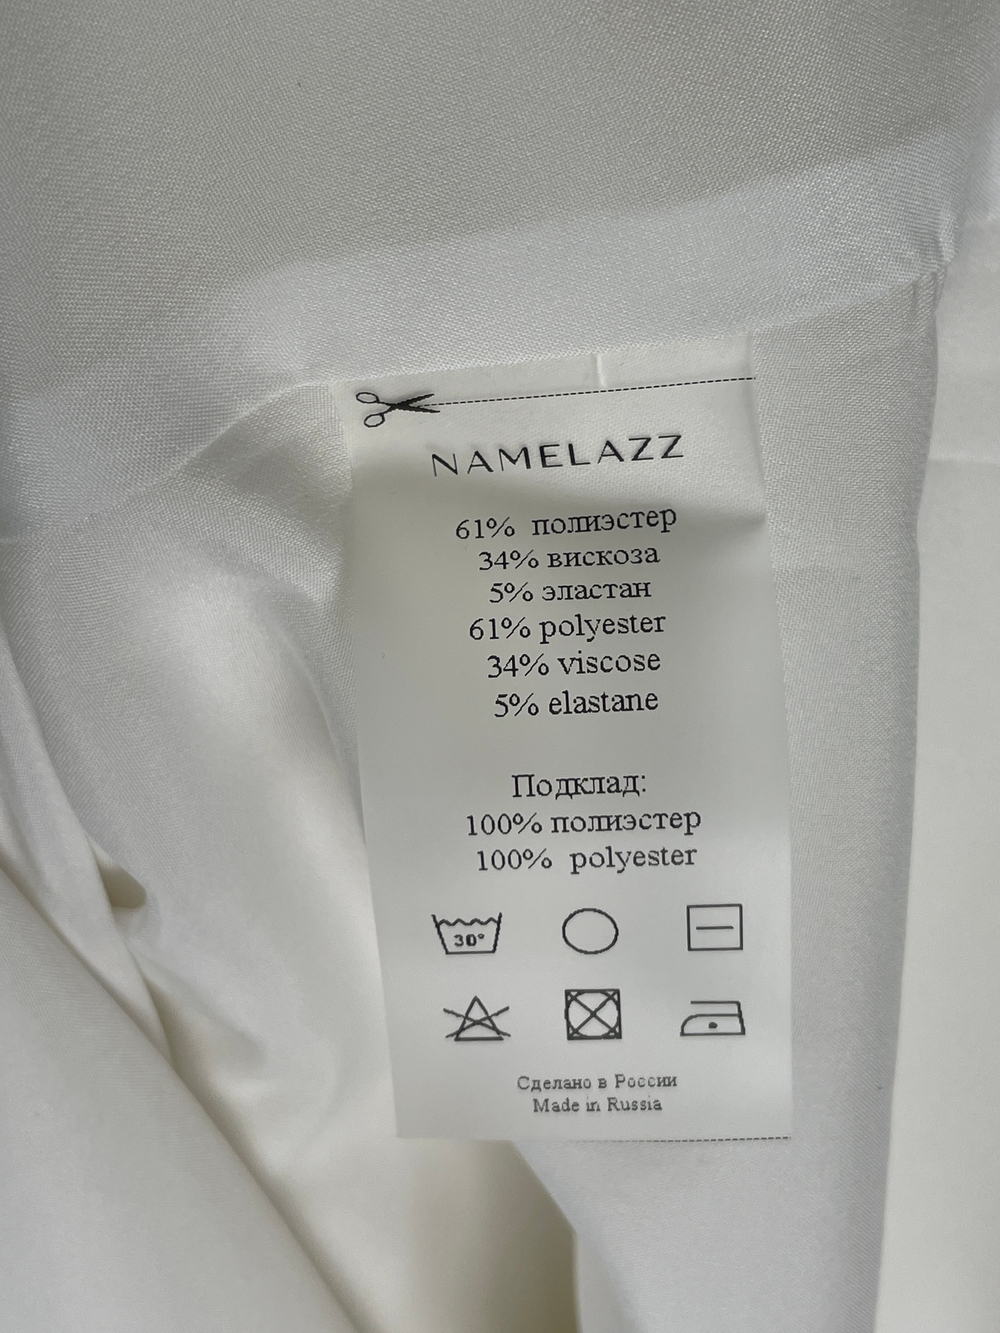 NAMELAZZ
61% полиэстер
34% вискоза
5% эластан
61% polyester
34% viscose
5% elastane
Подклад:
100% полиэстер
100% polyester
30°
Сделано в России
Made in Russia